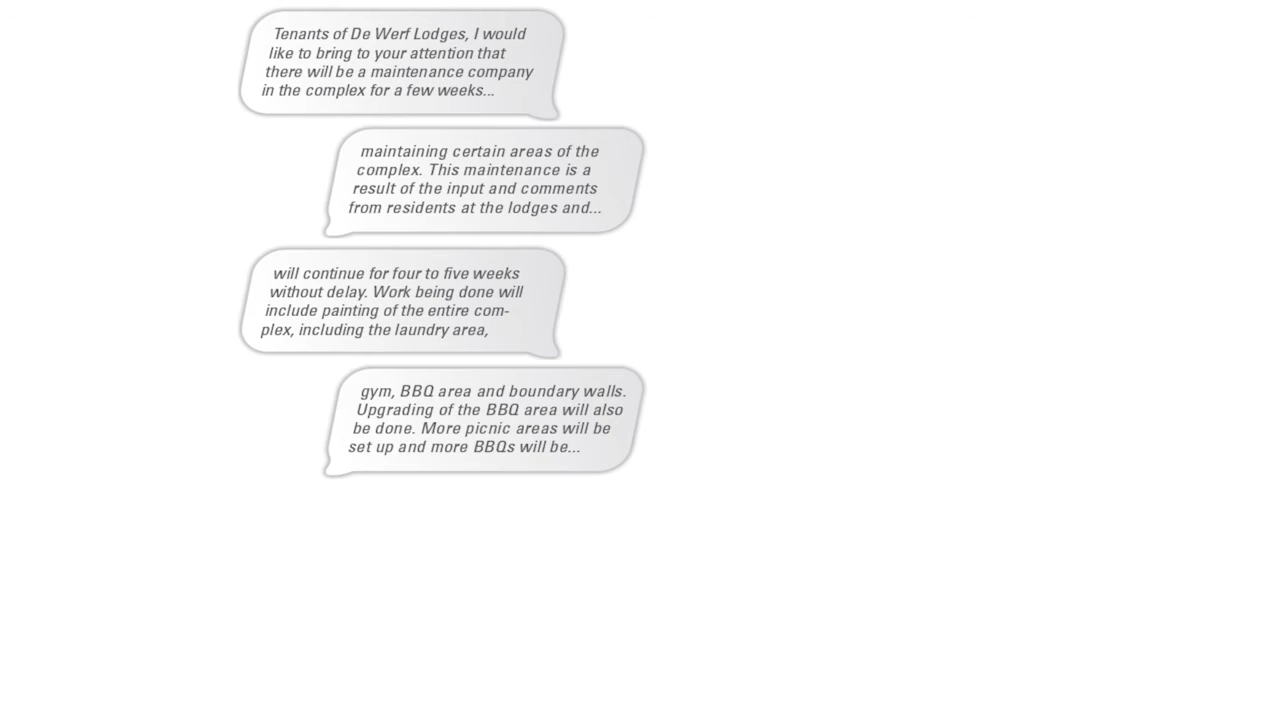 Tenants of De Werf Lodges, I would
like to bring to your attention that
there will be a maintenance company
in the complex for a few weeks...
maintaining certain areas of the
complex. This maintenance is a
result of the input and comments
from residents at the lodges and...
will continue for four to five weeks
without delay. Work being done will
include painting of the entire com-
plex, including the laundry area,
gym, BBQ area and boundary walls.
Upgrading of the BBQ area will also
be done. More picnic areas will be
set up and more BBQs will be...